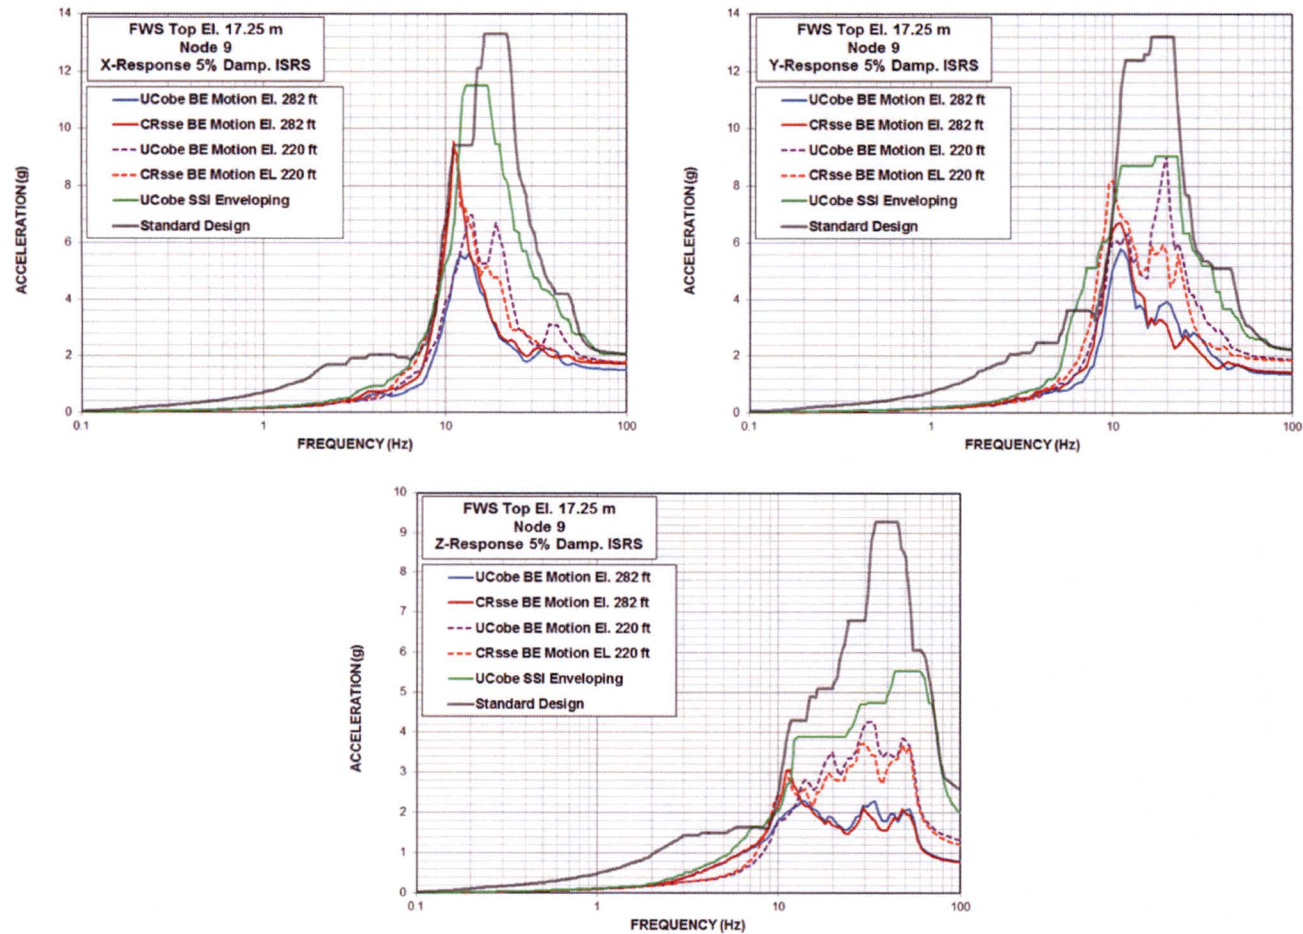 14
12
10
8
6
4
2
0
ACCELERATION(g)
FWS Top El. 17.25 m
Node 9
X-Response 5% Damp. ISRS
UCobe BE Motion El. 282 ft
CRsse BE Motion El. 282 ft
UCobe BE Motion El. 220 ft
CRsse BE Motion EL 220 ft
UCobe SSI Enveloping
Standard Design
0.1
1
10
100
FREQUENCY (Hz)
14
12
10
8
6
4
2
0
ACCELERATION(g)
FWS Top El. 17.25 m
Node 9
Y-Response 5% Damp. ISRS
UCobe BE Motion El. 282 ft
CRsse BE Motion El. 282 ft
UCobe BE Motion El. 220 ft
CRsse BE Motion EL 220 ft
UCobe SSI Enveloping
Standard Design
0.1
1
10
100
FREQUENCY (Hz)
10
9
8
7
6
5
4
3
2
1
0
ACCELERATION(g)
FWS Top El. 17.25 m
Node 9
Z-Response 5% Damp. ISRS
UCobe BE Motion El. 282 ft
CRsse BE Motion El. 282 ft
UCobe BE Motion El. 220 ft
CRsse BE Motion EL 220 ft
UCobe SSI Enveloping
Standard Design
0.1
1
10
100
FREQUENCY (Hz)